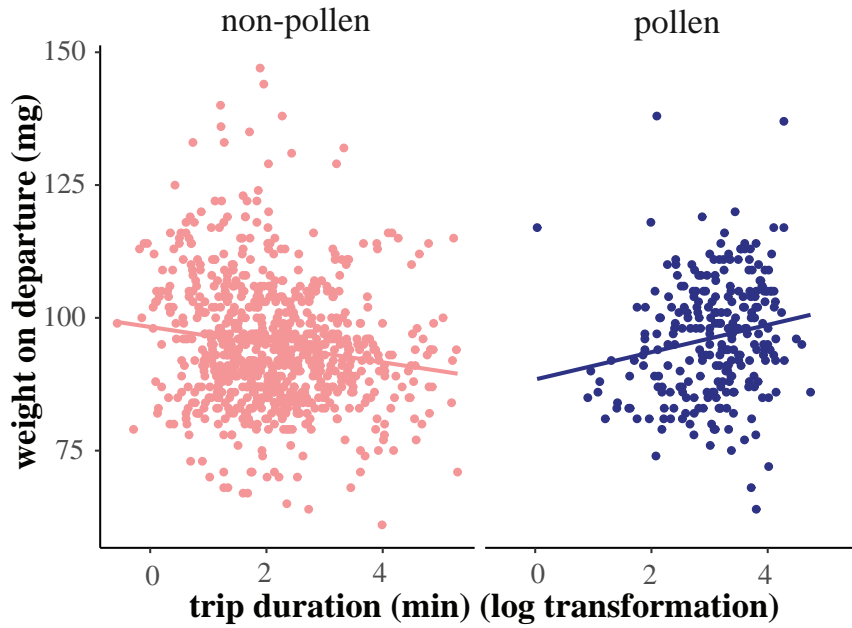 non-pollen pollen
150
125
100
75
weight on departure (mg)
0 2 4 0 2 4
trip duration (min) (log transformation)